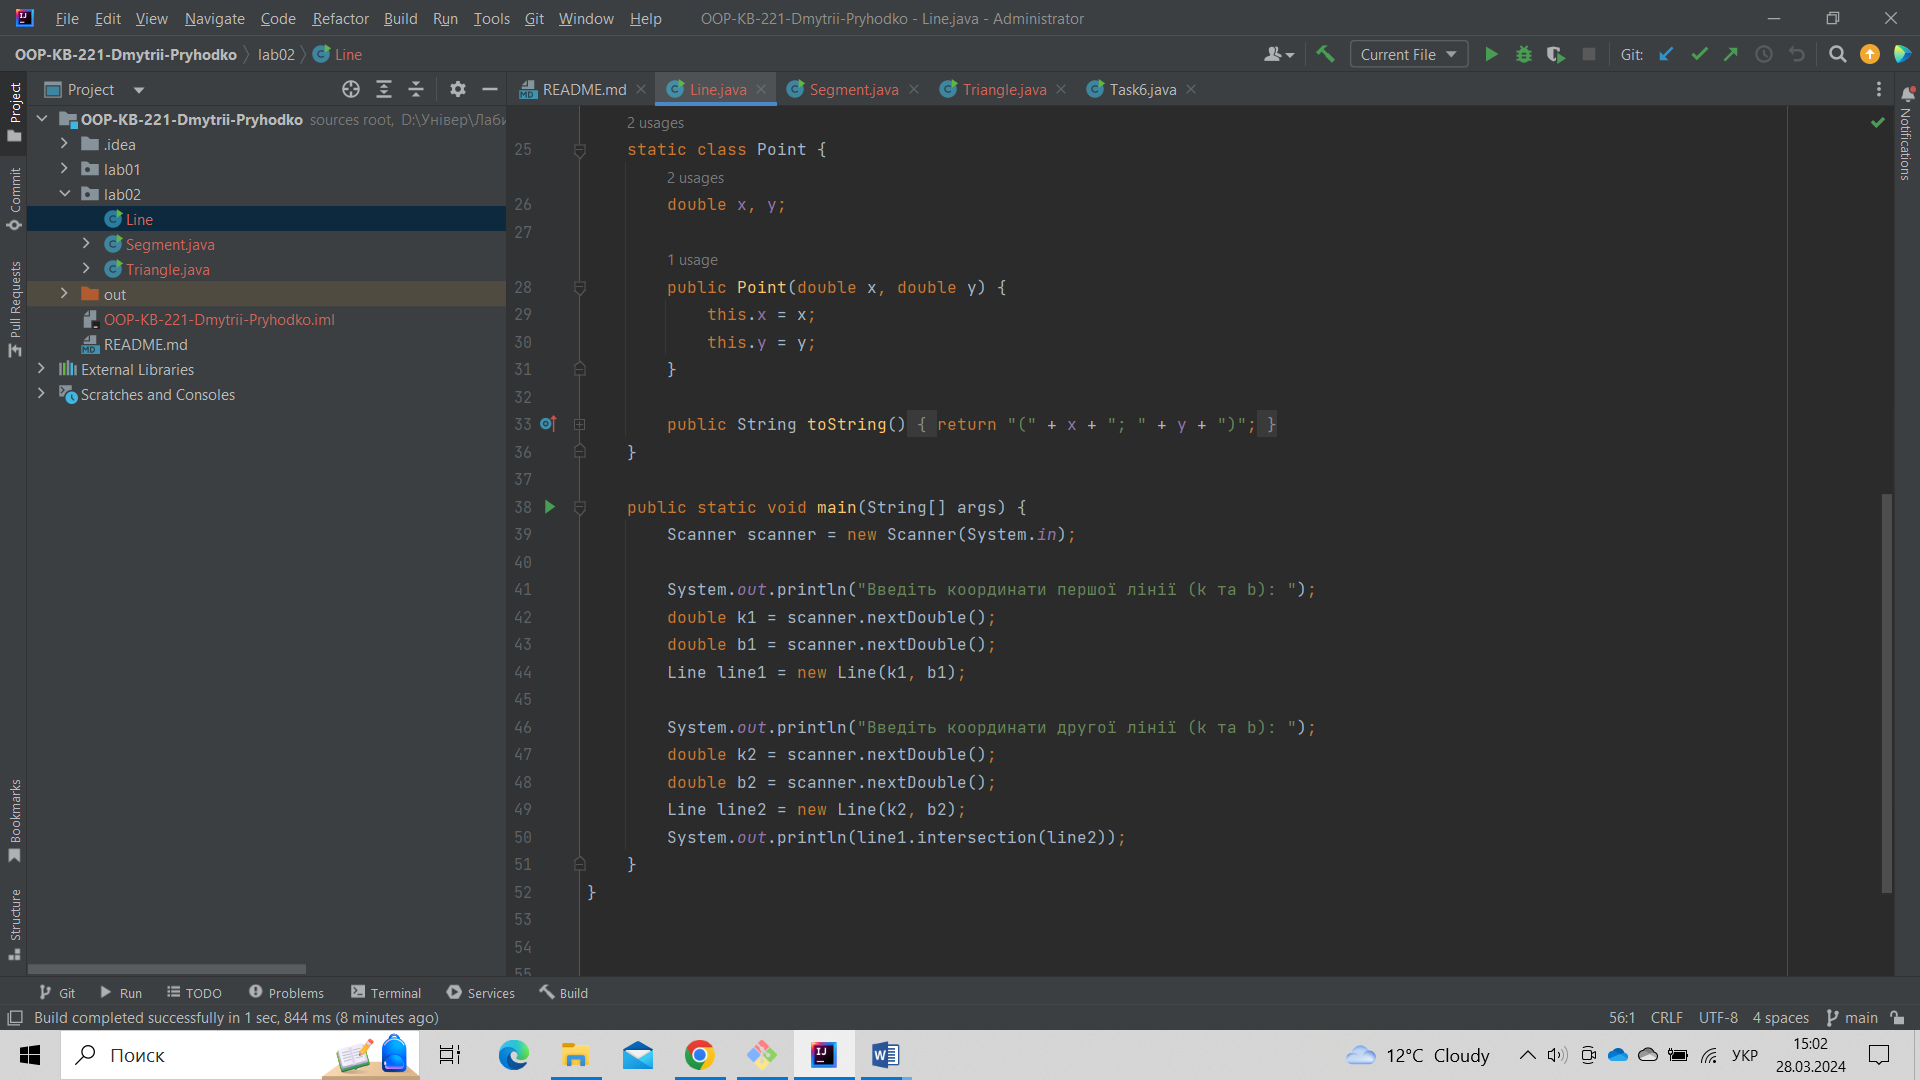 File Edit View Navigate Code Refactor Build Run Tools Git Window Help OOP-KB-221-Dmytrii-Pryhodko - Line.java - Administrator
OOP-KB-221-Dmytrii-Pryhodko lab02 Line Current File Git:
Project README.md Line.java Segment.java Triangle.java Task6.java
Project
Commit
Pull Requests
Bookmarks
Structure
Notifications
OOP-KB-221-Dmytrii-Pryhodko sources root, D:\Універ\Лаби
.idea
lab01
lab02
Line
Segment.java
Triangle.java
out
OOP-KB-221-Dmytrii-Pryhodko.iml
README.md
External Libraries
Scratches and Consoles
2 usages
25 static class Point {
2 usages
26 double x, y;
27
1 usage
28 public Point(double x, double y) {
29 this.x = x;
30 this.y = y;
31 }
32
33 public String toString() { return "(" + x + "; " + y + ")"; }
36 }
37
38 public static void main(String[] args) {
39 Scanner scanner = new Scanner(System.in);
40
41 System.out.println("Введіть координати першої лінії (k та b): ");
42 double k1 = scanner.nextDouble();
43 double b1 = scanner.nextDouble();
44 Line line1 = new Line(k1, b1);
45
46 System.out.println("Введіть координати другої лінії (k та b): ");
47 double k2 = scanner.nextDouble();
48 double b2 = scanner.nextDouble();
49 Line line2 = new Line(k2, b2);
50 System.out.println(line1.intersection(line2));
51 }
52 }
53
54
55
Git Run TODO Problems Terminal Services Build
Build completed successfully in 1 sec, 844 ms (8 minutes ago) 56:1 CRLF UTF-8 4 spaces main
Поиск 12°C Cloudy УКР 15:02
28.03.2024